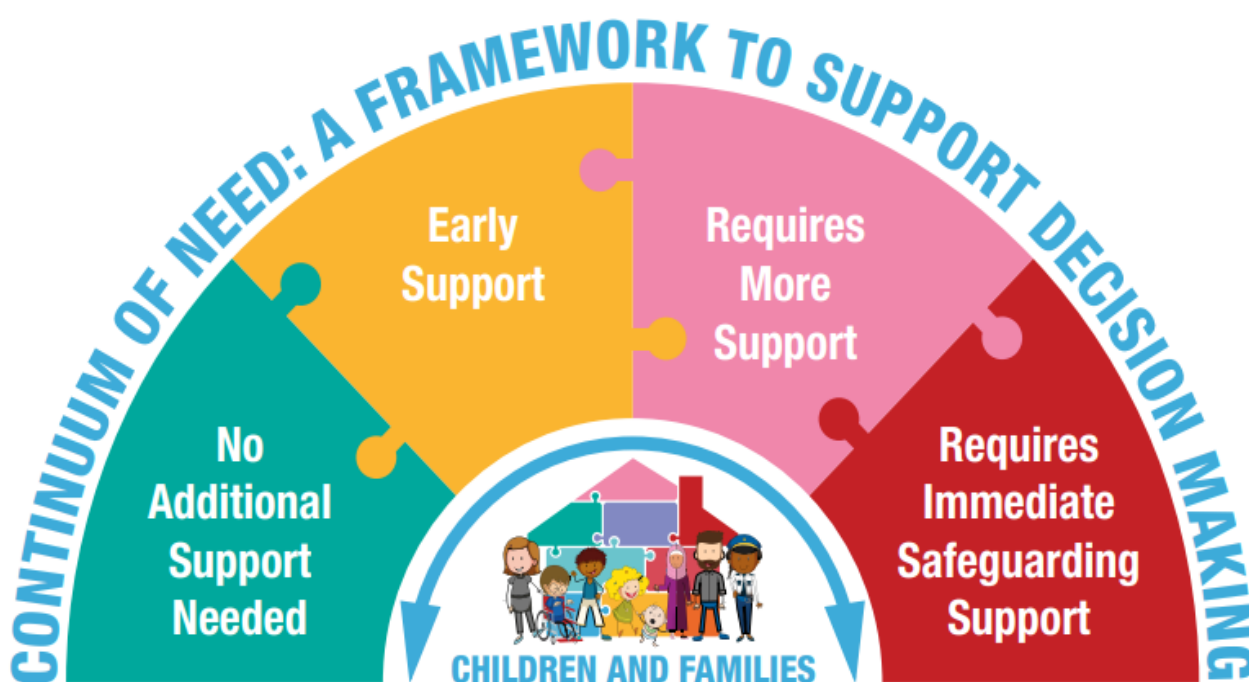 CONTINUUM OF NEED: A FRAMEWORK TO SUPPORT DECISION MAKING
No
Additional
Support
Needed
Early
Support
Requires
More
Support
Requires
Immediate
Safeguarding
Support
CHILDREN AND FAMILIES